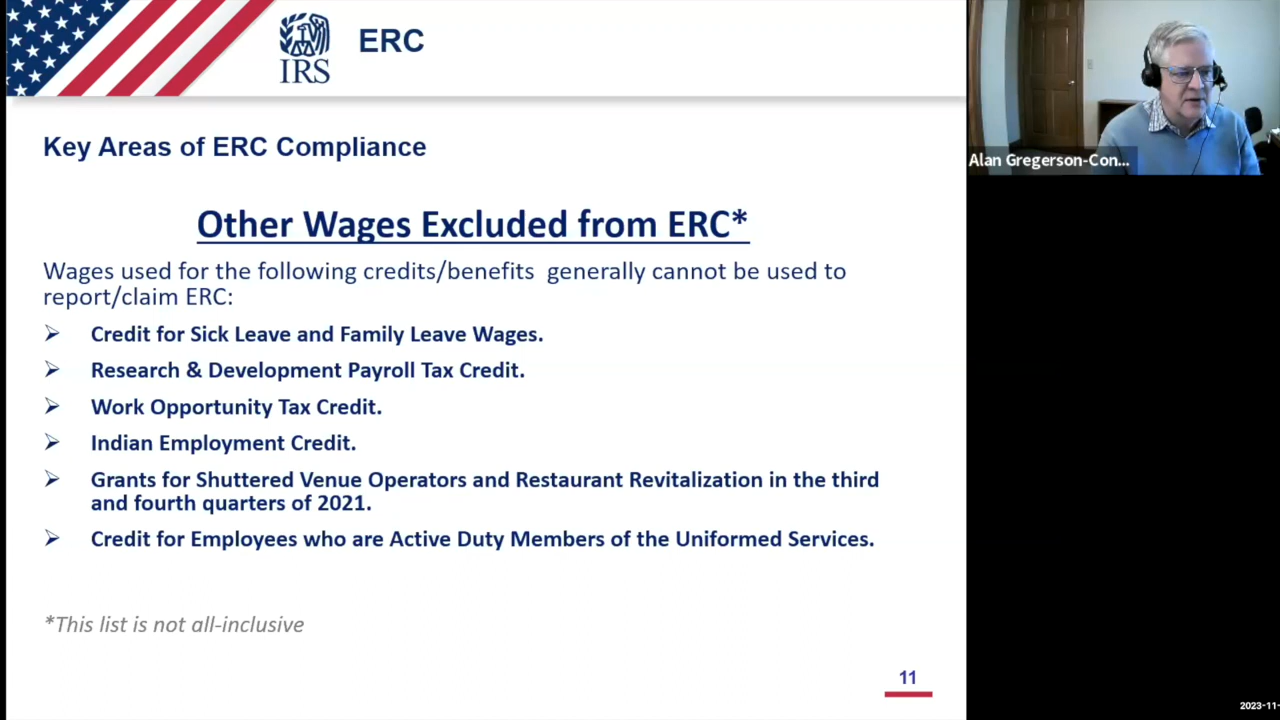 IRS
ERC
Key Areas of ERC Compliance
Other Wages Excluded from ERC*
Wages used for the following credits/benefits generally cannot be used to
report/claim ERC:
Credit for Sick Leave and Family Leave Wages.
Research & Development Payroll Tax Credit.
Work Opportunity Tax Credit.
Indian Employment Credit.
Grants for Shuttered Venue Operators and Restaurant Revitalization in the third
and fourth quarters of 2021.
Credit for Employees who are Active Duty Members of the Uniformed Services.
*This list is not all-inclusive
11
Alan Gregerson-Con...
2023-11-